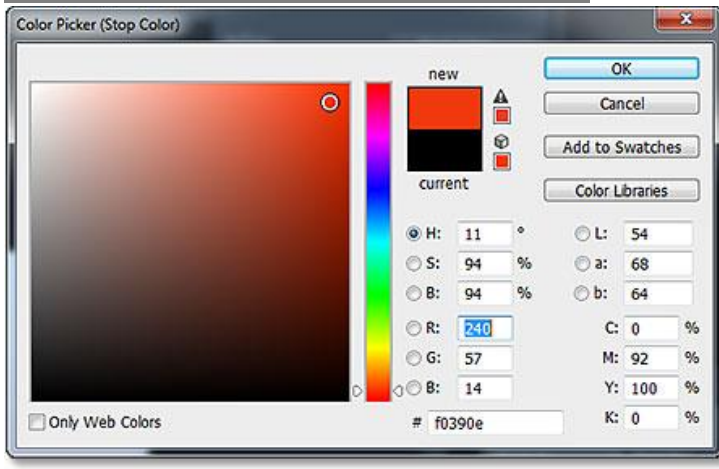 Color Picker (Stop Color)
new
current
OK
Cancel
Add to Swatches
Color Libraries
H: 11 ° L: 54
S: 94 % a: 68
B: 94 % b: 64
R: 240 C: 0 %
G: 57 M: 92 %
B: 14 Y: 100 %
# f0390e K: 0 %
Only Web Colors